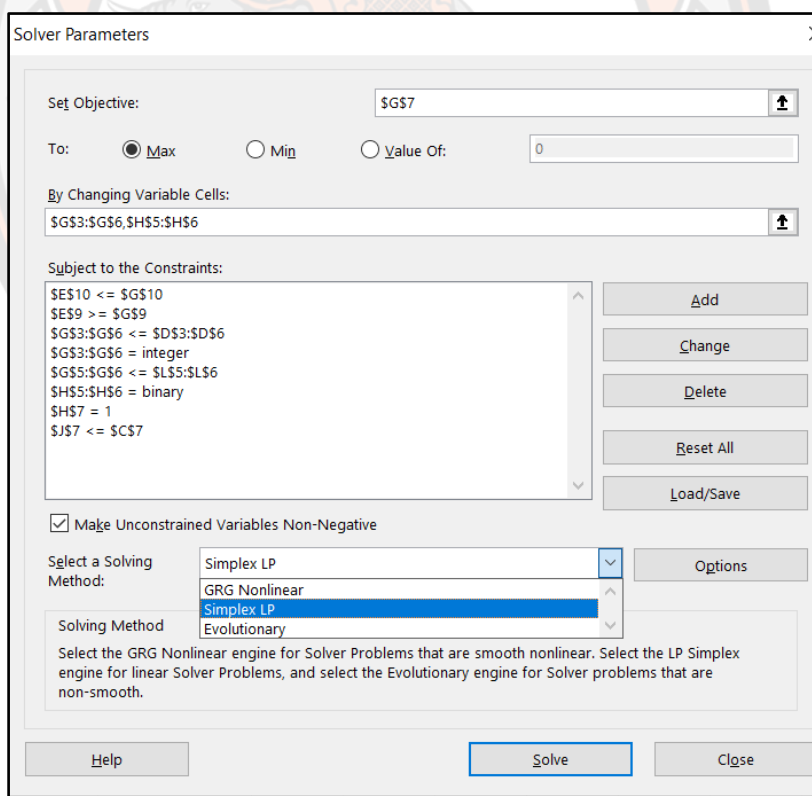 Solver Parameters
Set Objective:
$G$7
To:
Max
Min
Value Of:
0
By Changing Variable Cells:
$G$3:$G$6,$H$5:$H$6
Subject to the Constraints:
$E$10 <= $G$10
$E$9 >= $G$9
$G$3:$G$6 <= $D$3:$D$6
$G$3:$G$6 = integer
$G$5:$G$6 <= $L$5:$L$6
$H$5:$H$6 = binary
$H$7 = 1
$J$7 <= $C$7
Add
Change
Delete
Reset All
Load/Save
Make Unconstrained Variables Non-Negative
Select a Solving
Method:
Simplex LP
Options
GRG Nonlinear
Simplex LP
Evolutionary
Solving Method
Select the GRG Nonlinear engine for Solver Problems that are smooth nonlinear. Select the LP Simplex
engine for linear Solver Problems, and select the Evolutionary engine for Solver problems that are
non-smooth.
Help
Solve
Close